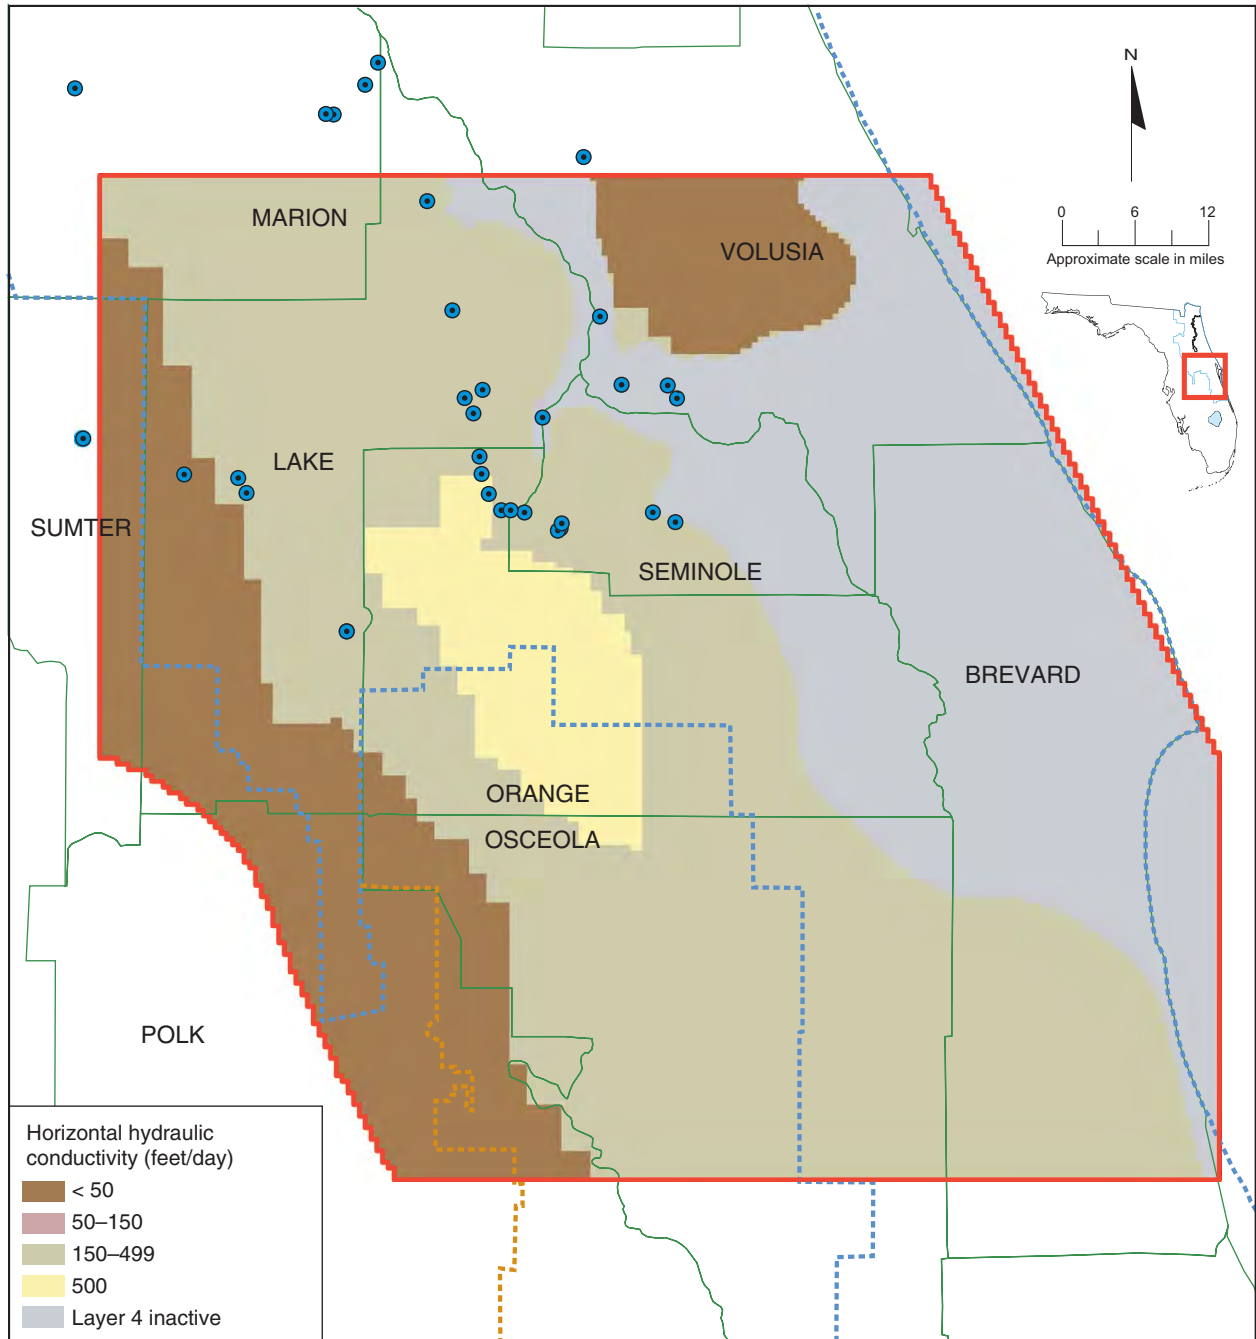 N
0 6 12
Approximate scale in miles
MARION
VOLUSIA
LAKE
SUMTER
SEMINOLE
BREVARD
ORANGE
OSCEOLA
POLK
Horizontal hydraulic
conductivity (feet/day)
< 50
50–150
150–499
500
Layer 4 inactive